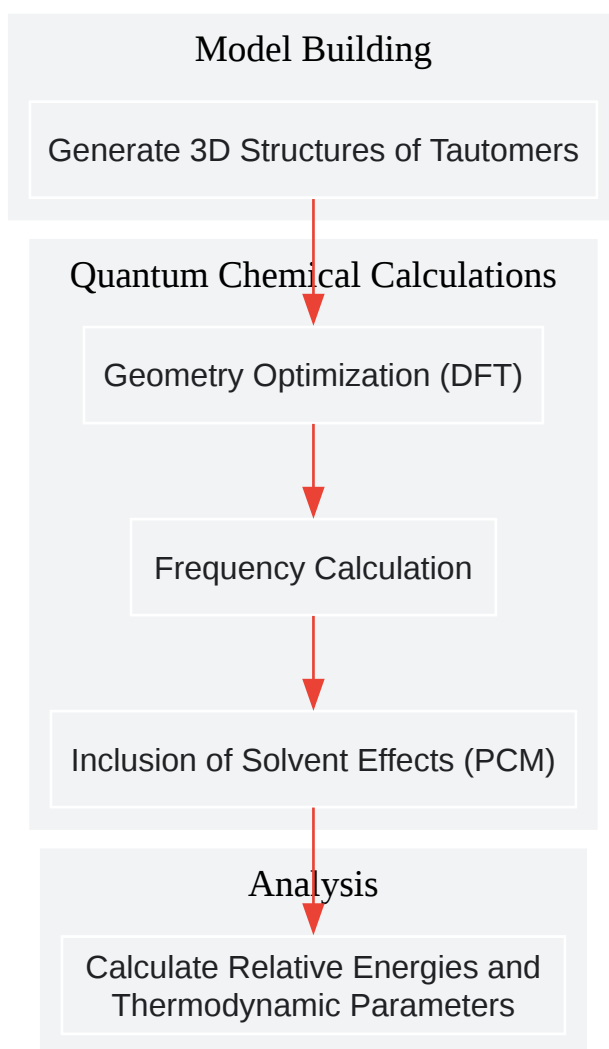 Model Building
Generate 3D Structures of Tautomers
Quantum Chemical Calculations
Geometry Optimization (DFT)
Frequency Calculation
Inclusion of Solvent Effects (PCM)
Analysis
Calculate Relative Energies and
Thermodynamic Parameters